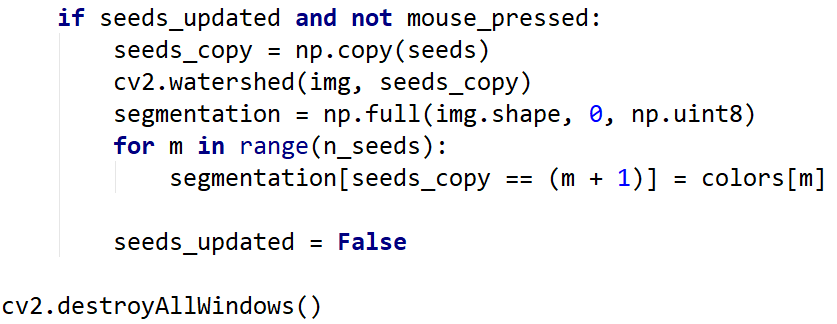 if seeds_updated and not mouse_pressed:
seeds_copy = np.copy(seeds)
cv2.watershed(img, seeds_copy)
segmentation = np.full(img.shape, 0, np.uint8)
for m in range(n_seeds):
segmentation[seeds_copy == (m + 1)] = colors[m]
seeds_updated = False
cv2.destroyAllWindows()